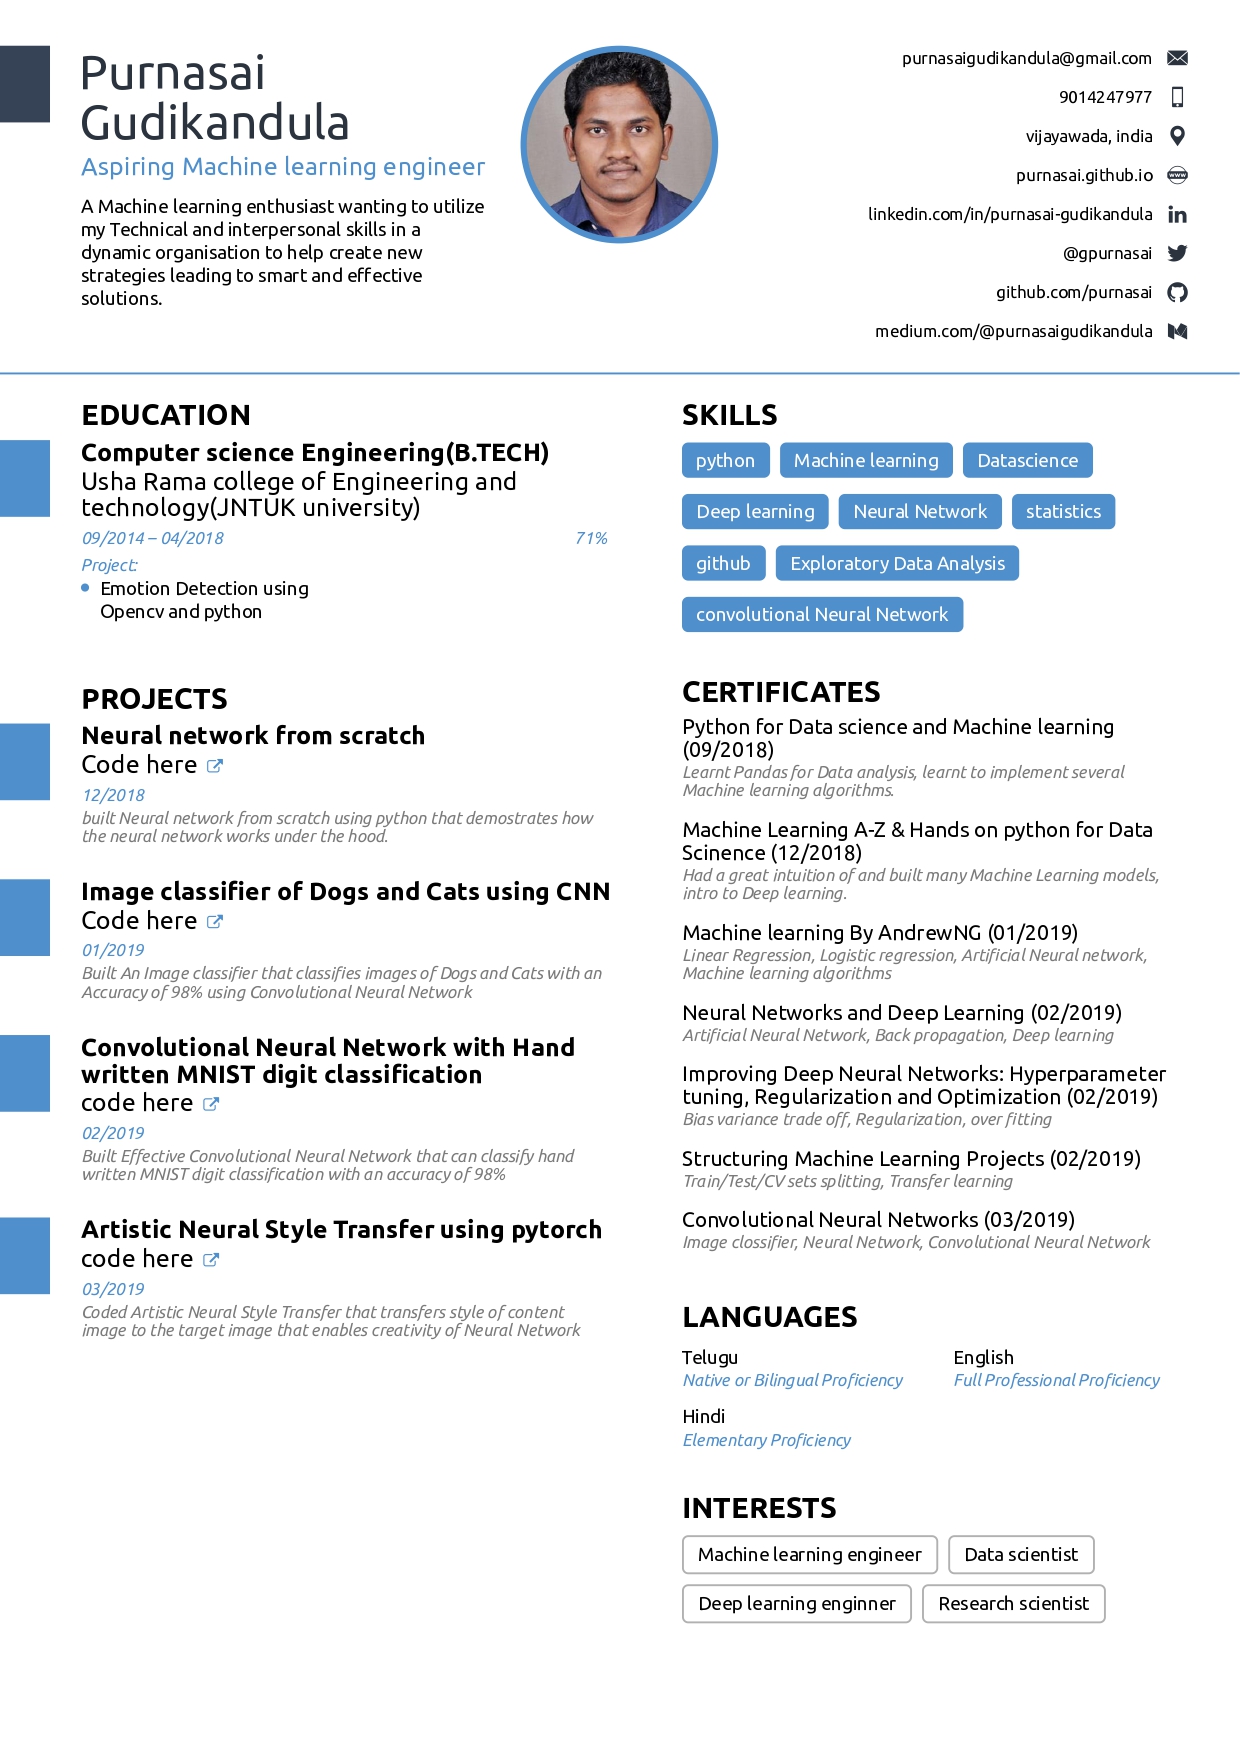 Purnasai
Gudikandula
Aspiring Machine learning engineer
A Machine learning enthusiast wanting to utilize
my Technical and interpersonal skills in a
dynamic organisation to help create new
strategies leading to smart and effective
solutions.
purnasaigudikandula@gmail.com
9014247977
vijayawada, india
purnasai.github.io
linkedin.com/in/purnasai-gudikandula
@gpurnasai
github.com/purnasai
medium.com/@purnasaigudikandula
EDUCATION
Computer science Engineering(B.TECH)
Usha Rama college of Engineering and
technology(JNTUK university)
09/2014 – 04/2018 71%
Project:
Emotion Detection using
Opencv and python
PROJECTS
Neural network from scratch
Code here
12/2018
built Neural network from scratch using python that demostrates how
the neural network works under the hood.
Image classifier of Dogs and Cats using CNN
Code here
01/2019
Built An Image classifier that classifies images of Dogs and Cats with an
Accuracy of 98% using Convolutional Neural Network
Convolutional Neural Network with Hand
written MNIST digit classification
code here
02/2019
Built Effective Convolutional Neural Network that can classify hand
written MNIST digit classification with an accuracy of 98%
Artistic Neural Style Transfer using pytorch
code here
03/2019
Coded Artistic Neural Style Transfer that transfers style of content
image to the target image that enables creativity of Neural Network
SKILLS
python Machine learning Datascience
Deep learning Neural Network statistics
github Exploratory Data Analysis
convolutional Neural Network
CERTIFICATES
Python for Data science and Machine learning
(09/2018)
Learnt Pandas for Data analysis, learnt to implement several
Machine learning algorithms.
Machine Learning A-Z & Hands on python for Data
Scinence (12/2018)
Had a great intuition of and built many Machine Learning models,
intro to Deep learning.
Machine learning By AndrewNG (01/2019)
Linear Regression, Logistic regression, Artificial Neural network,
Machine learning algorithms
Neural Networks and Deep Learning (02/2019)
Artificial Neural Network, Back propagation, Deep learning
Improving Deep Neural Networks: Hyperparameter
tuning, Regularization and Optimization (02/2019)
Bias variance trade off, Regularization, over fitting
Structuring Machine Learning Projects (02/2019)
Train/Test/CV sets splitting, Transfer learning
Convolutional Neural Networks (03/2019)
Image clossifier, Neural Network, Convolutional Neural Network
LANGUAGES
Telugu English
Native or Bilingual Proficiency Full Professional Proficiency
Hindi
Elementary Proficiency
INTERESTS
Machine learning engineer Data scientist
Deep learning enginner Research scientist